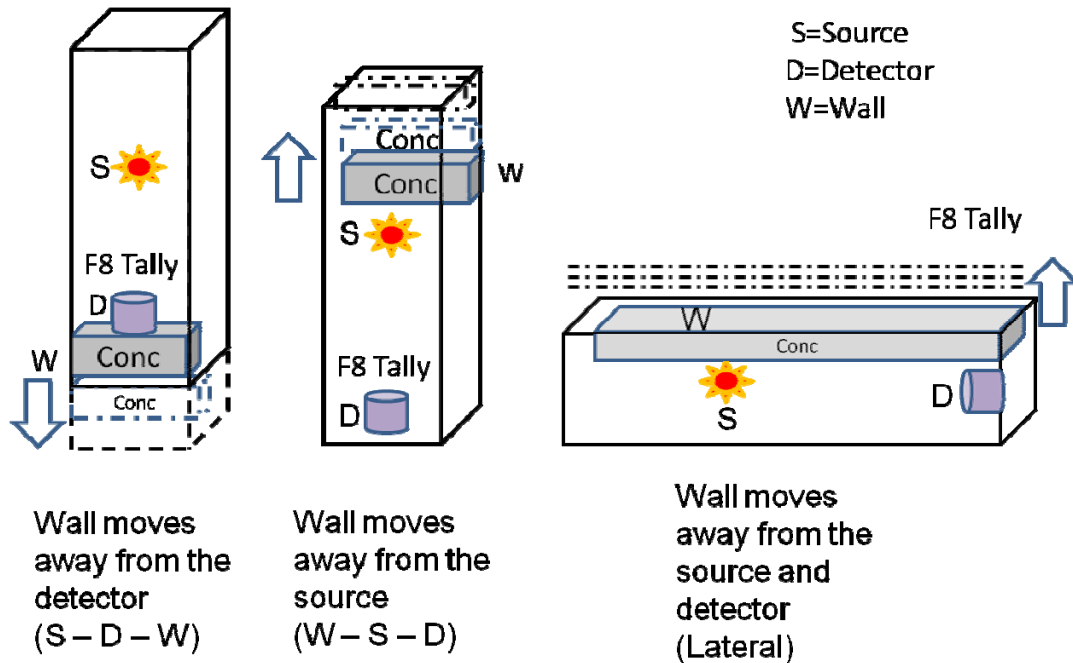 S=Source
D=Detector
W=Wall
S
F8 Tally
D
W
Conc
Conc
Conc
Conc
W
S
F8 Tally
D
F8 Tally
W
Conc
S
D
Wall moves
away from the
detector
(S – D – W)
Wall moves
away from the
source
(W – S – D)
Wall moves
away from the
source and
detector
(Lateral)